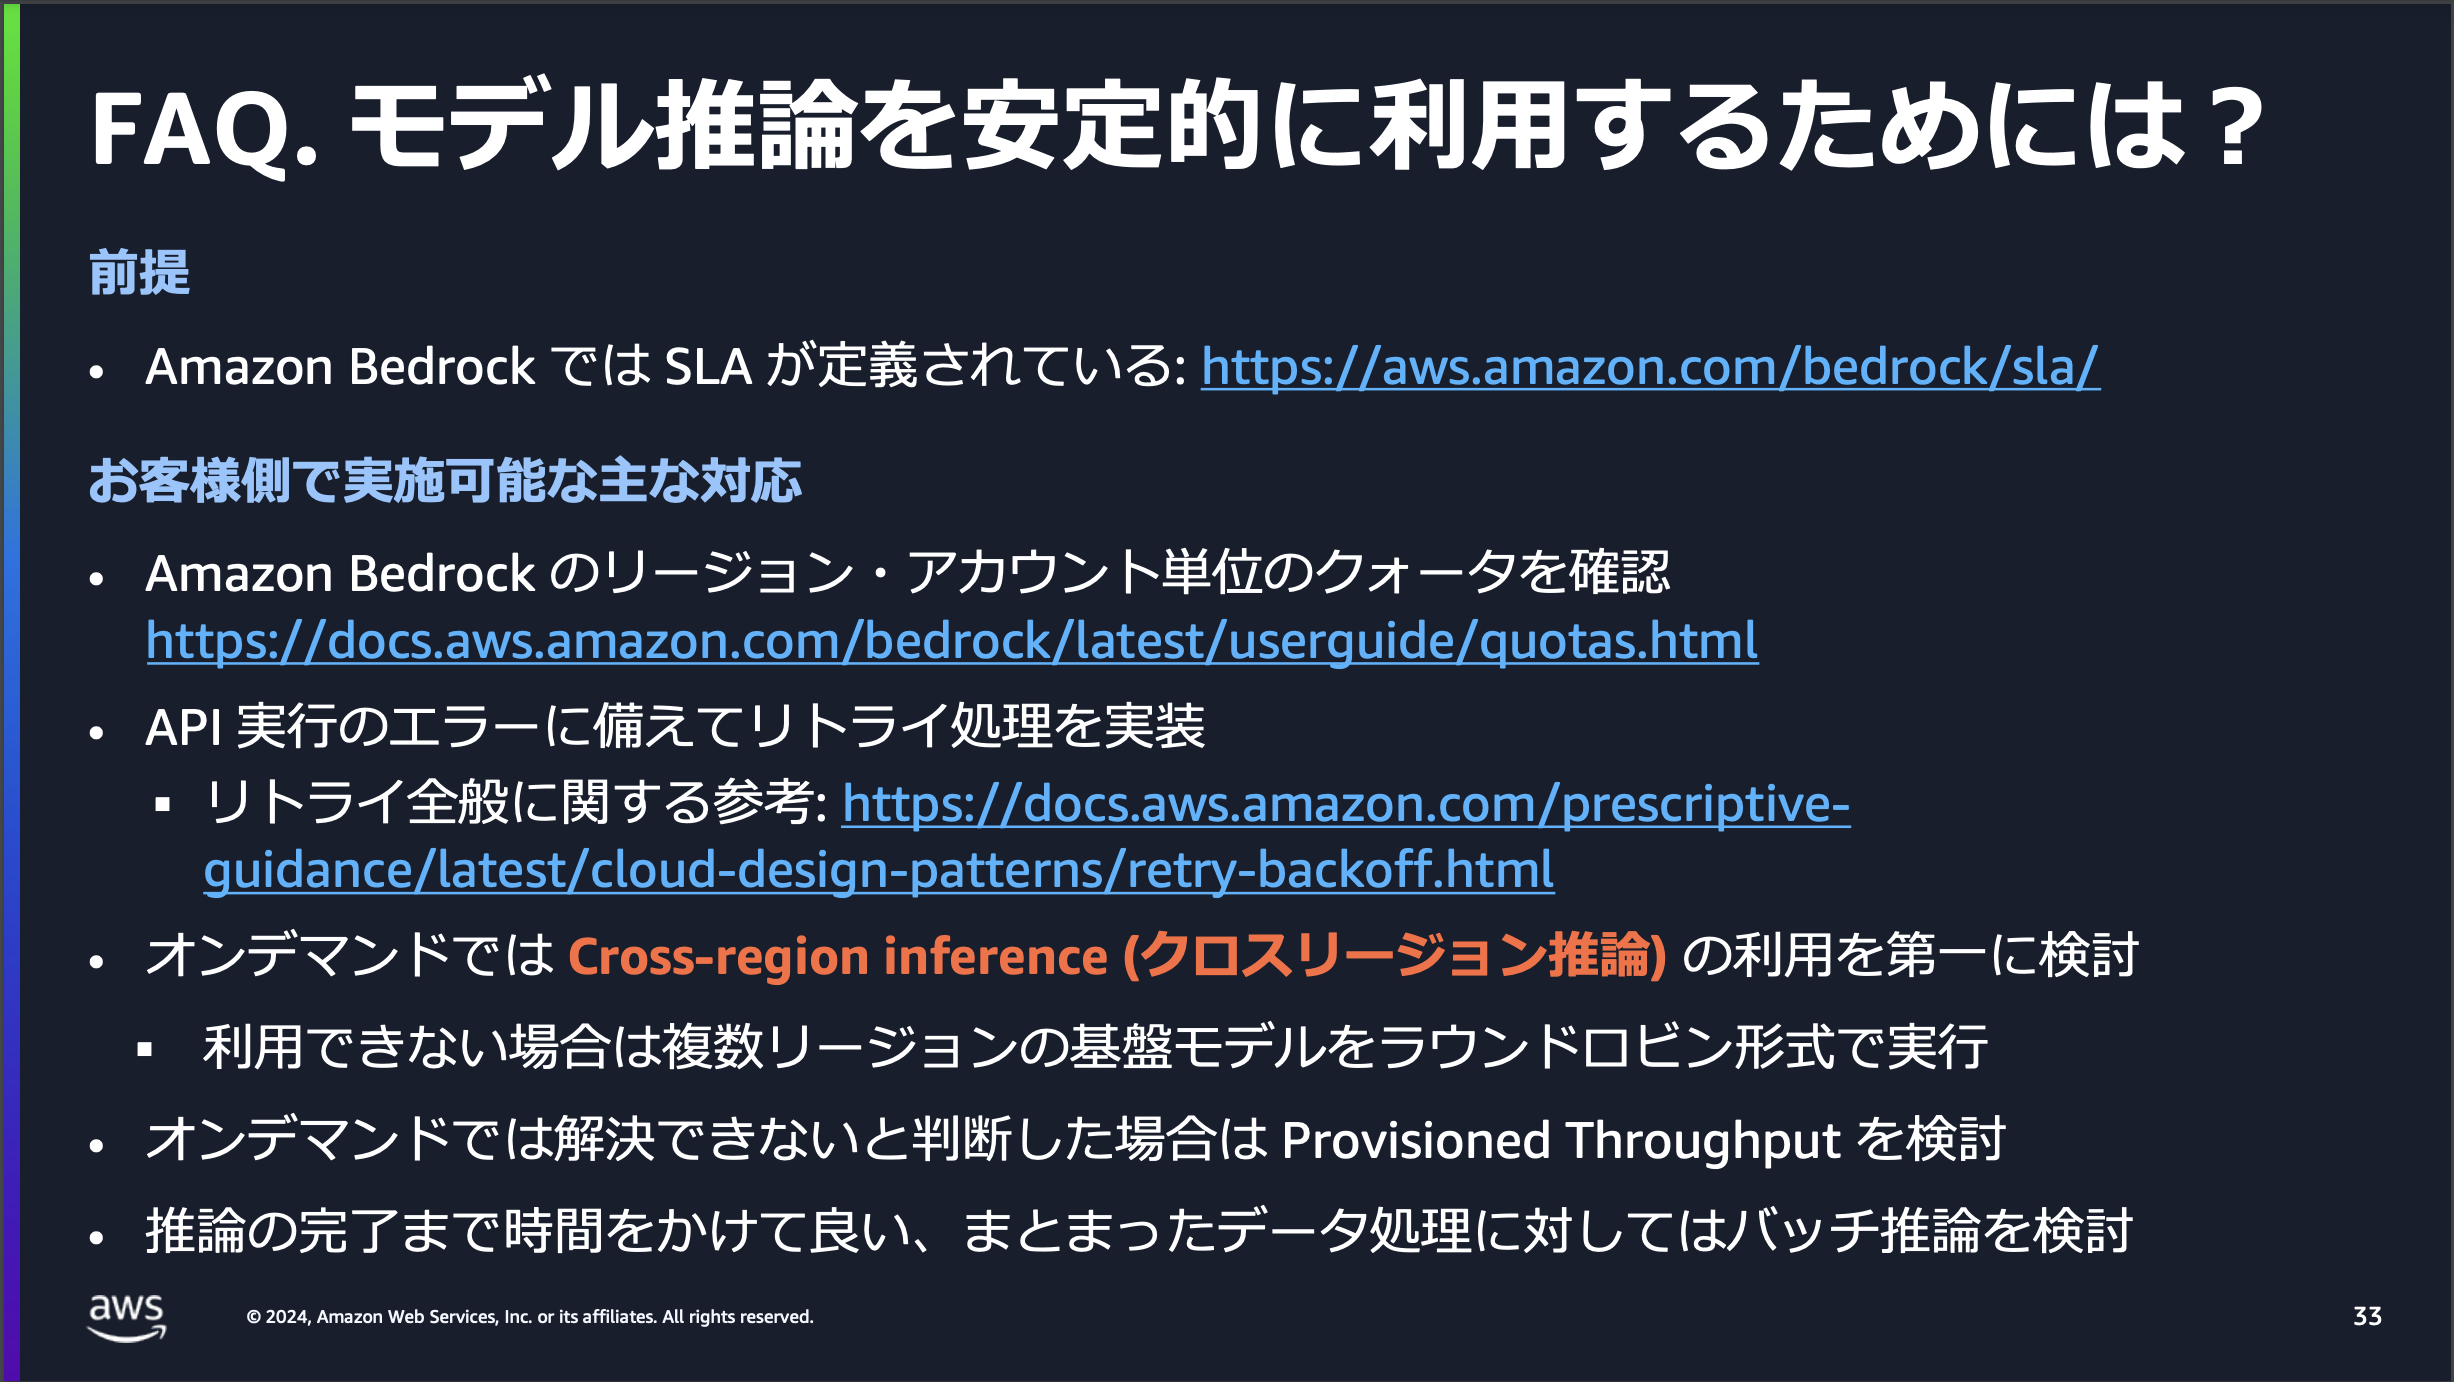 FAQ. モデル推論を安定的に利用するためには？
前提
• Amazon Bedrock では SLA が定義されている: https://aws.amazon.com/bedrock/sla/
お客様側で実施可能な主な対応
• Amazon Bedrock のリージョン・アカウント単位のクォータを確認
https://docs.aws.amazon.com/bedrock/latest/userguide/quotas.html
• API 実行のエラーに備えてリトライ処理を実装
▪ リトライ全般に関する参考: https://docs.aws.amazon.com/prescriptive-
guidance/latest/cloud-design-patterns/retry-backoff.html
• オンデマンドでは Cross-region inference (クロスリージョン推論) の利用を第一に検討
▪ 利用できない場合は複数リージョンの基盤モデルをラウンドロビン形式で実行
• オンデマンドでは解決できないと判断した場合は Provisioned Throughput を検討
• 推論の完了まで時間をかけて良い、まとまったデータ処理に対してはバッチ推論を検討
aws
© 2024, Amazon Web Services, Inc. or its affiliates. All rights reserved.
33